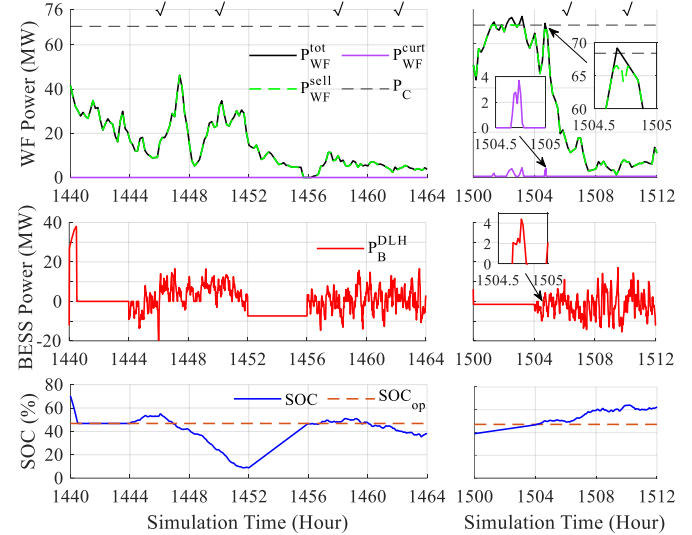 √ √ √ √
76
60
40
20
0
WF Power (MW)
P_WF^tot P_WF^curt
P_WF^sell P_C
1440 1444 1448 1452 1456 1460 1464
4
2
0
1504.5 1505
70
65
60
1504.5 1505
1500 1504 1508 1512
40
20
0
-20
BESS Power (MW)
P_B^DLH
1440 1444 1448 1452 1456 1460 1464
4
2
0
1504.5 1505
1500 1504 1508 1512
80
60
40
20
0
SOC (%)
SOC SOC_op
1440 1444 1448 1452 1456 1460 1464
1500 1504 1508 1512
Simulation Time (Hour) Simulation Time (Hour)